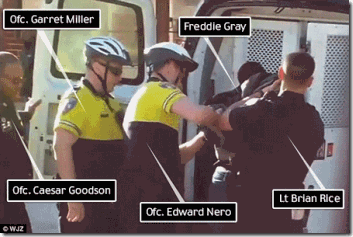 Ofc. Garret Miller
Freddie Gray
Ofc. Caesar Goodson
Ofc. Edward Nero
Lt Brian Rice
© WJZ